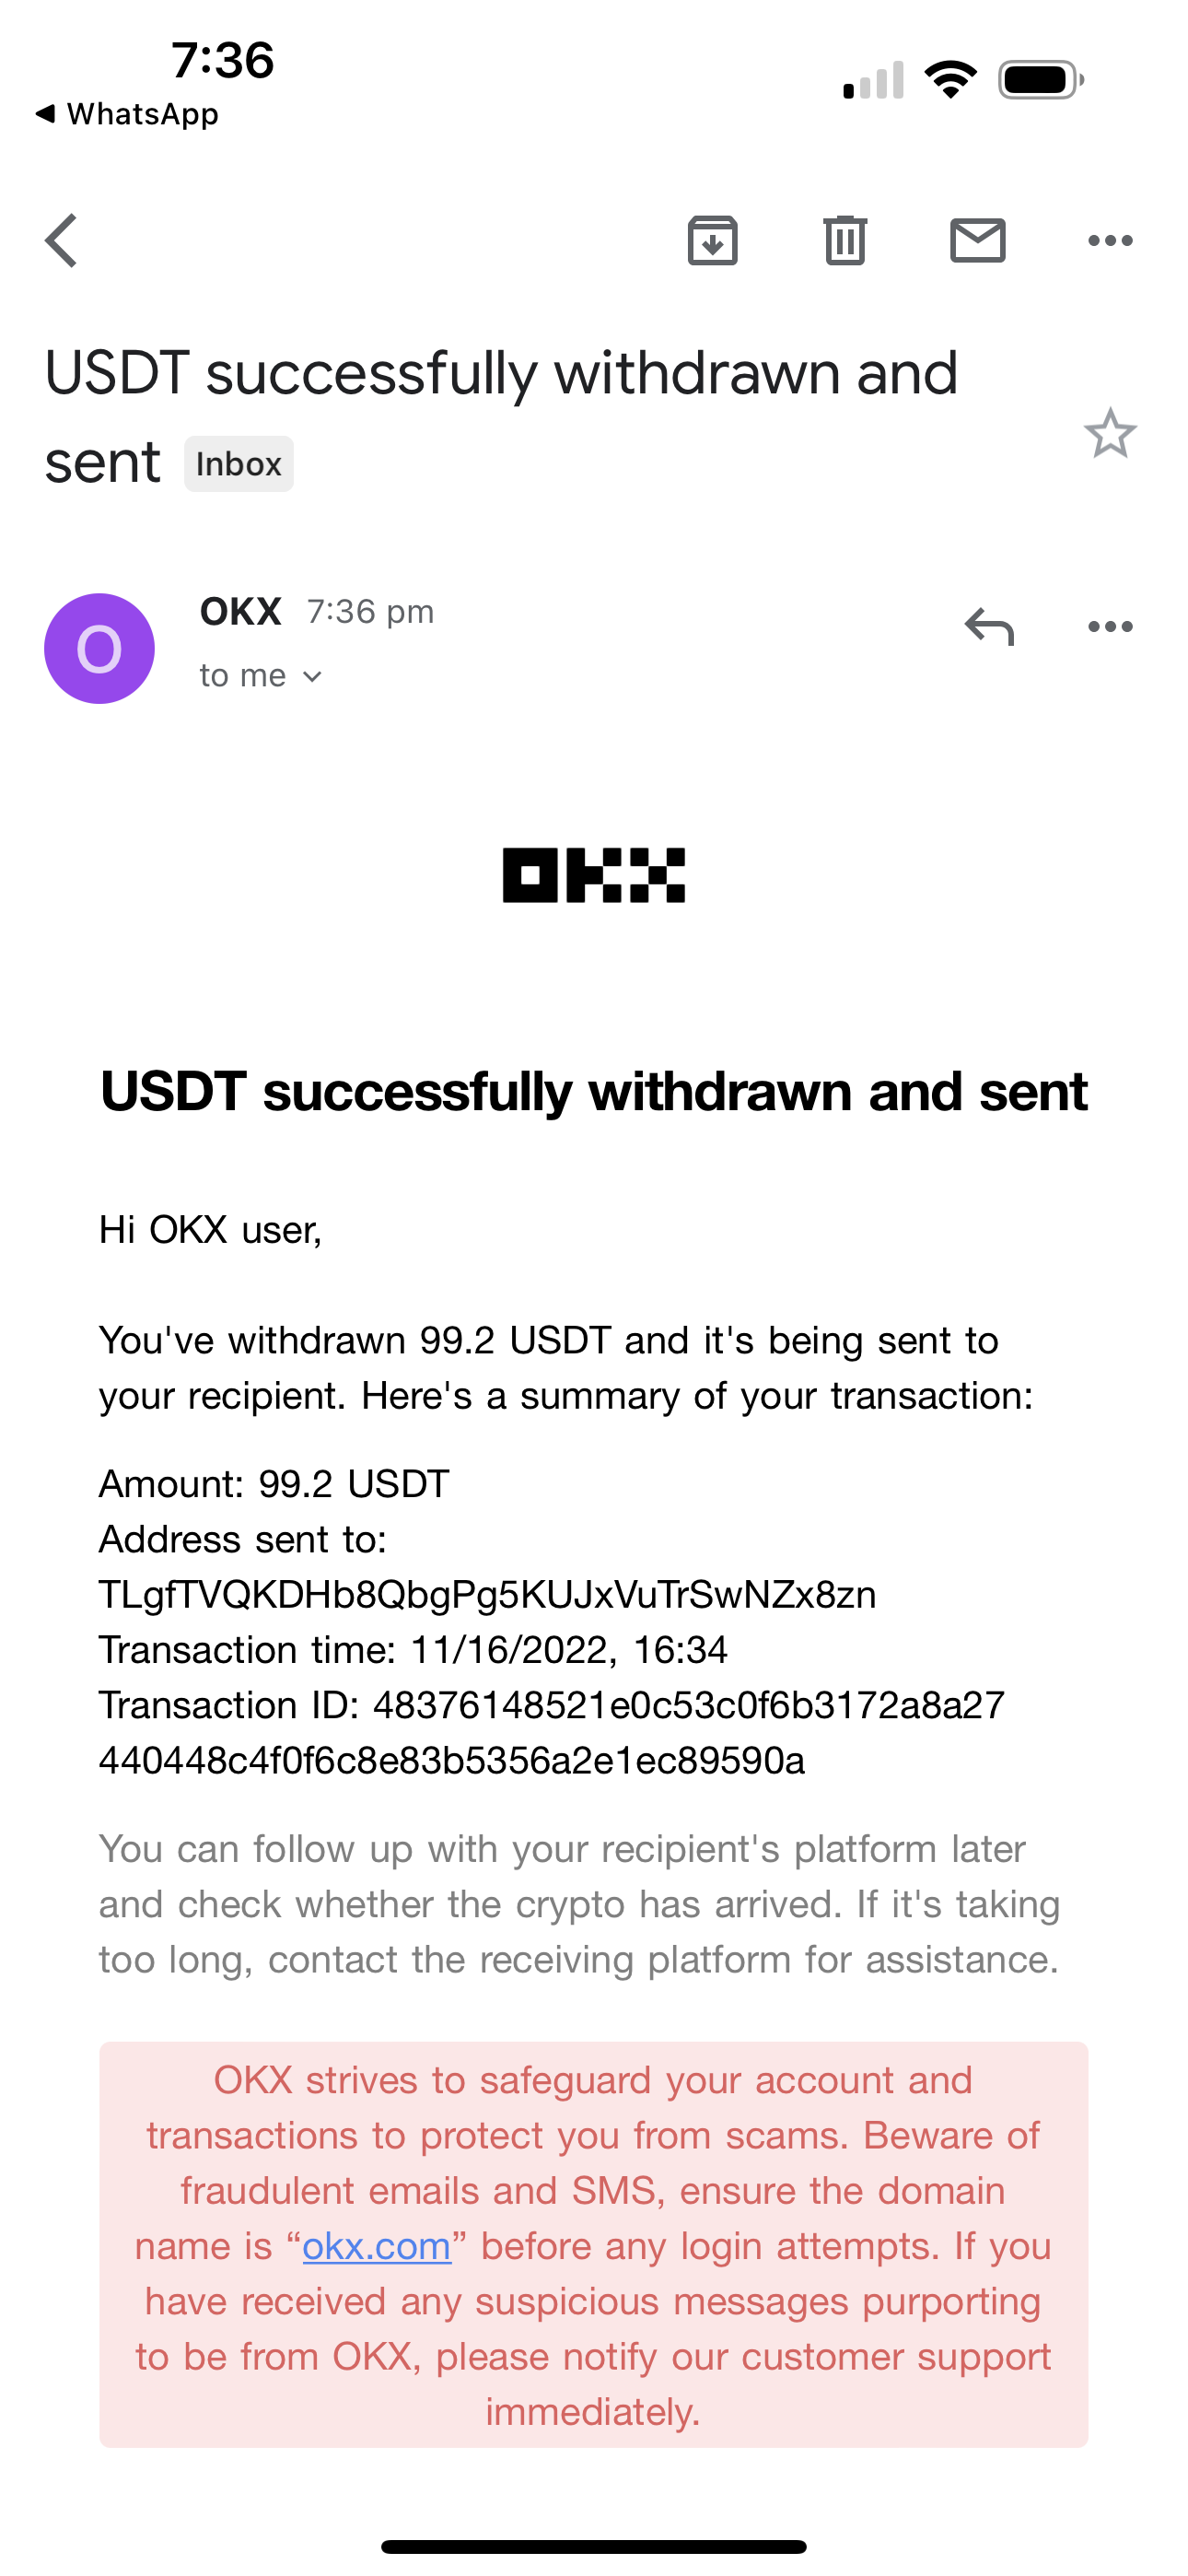 7:36
WhatsApp
USDT successfully withdrawn and
sent Inbox
O
OKX 7:36 pm
to me
OKX
USDT successfully withdrawn and sent
Hi OKX user,
You've withdrawn 99.2 USDT and it's being sent to
your recipient. Here's a summary of your transaction:
Amount: 99.2 USDT
Address sent to:
TLgfTVQKDHb8QbgPg5KUJxVuTrSwNZx8zn
Transaction time: 11/16/2022, 16:34
Transaction ID: 48376148521e0c53c0f6b3172a8a27
440448c4f0f6c8e83b5356a2e1ec89590a
You can follow up with your recipient's platform later
and check whether the crypto has arrived. If it's taking
too long, contact the receiving platform for assistance.
OKX strives to safeguard your account and
transactions to protect you from scams. Beware of
fraudulent emails and SMS, ensure the domain
name is “okx.com” before any login attempts. If you
have received any suspicious messages purporting
to be from OKX, please notify our customer support
immediately.